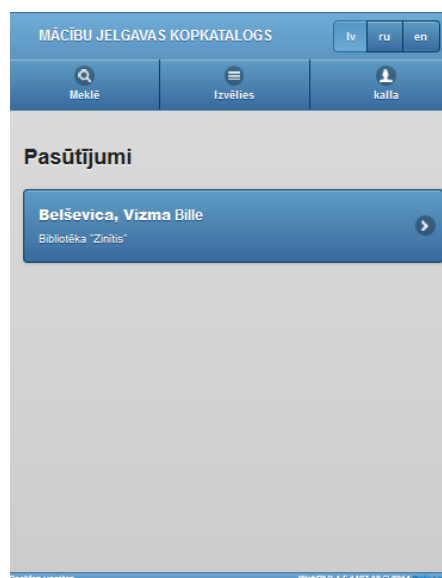 MĀCĪBU JELGAVAS KOPKATALOGS
lv ru en
Meklē Izvēlies kalla
Pasūtījumi
Belševica, Vizma Bille
Bibliotēka "Zinītis"